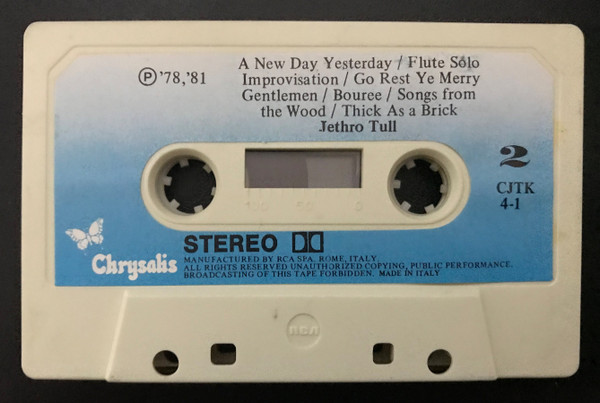 A New Day Yesterday / Flute Solo
℗'78,'81 Improvisation / Go Rest Ye Merry
Gentlemen / Bouree / Songs from
the Wood / Thick As a Brick
Jethro Tull
2
CJTK
4-1
STEREO
Chrysalis
MANUFACTURED BY RCA SPA. ROME, ITALY
ALL RIGHTS RESERVED UNAUTHORIZED COPYING, PUBLIC PERFORMANCE.
BROADCASTING OF THIS TAPE FORBIDDEN. MADE IN ITALY
RCA